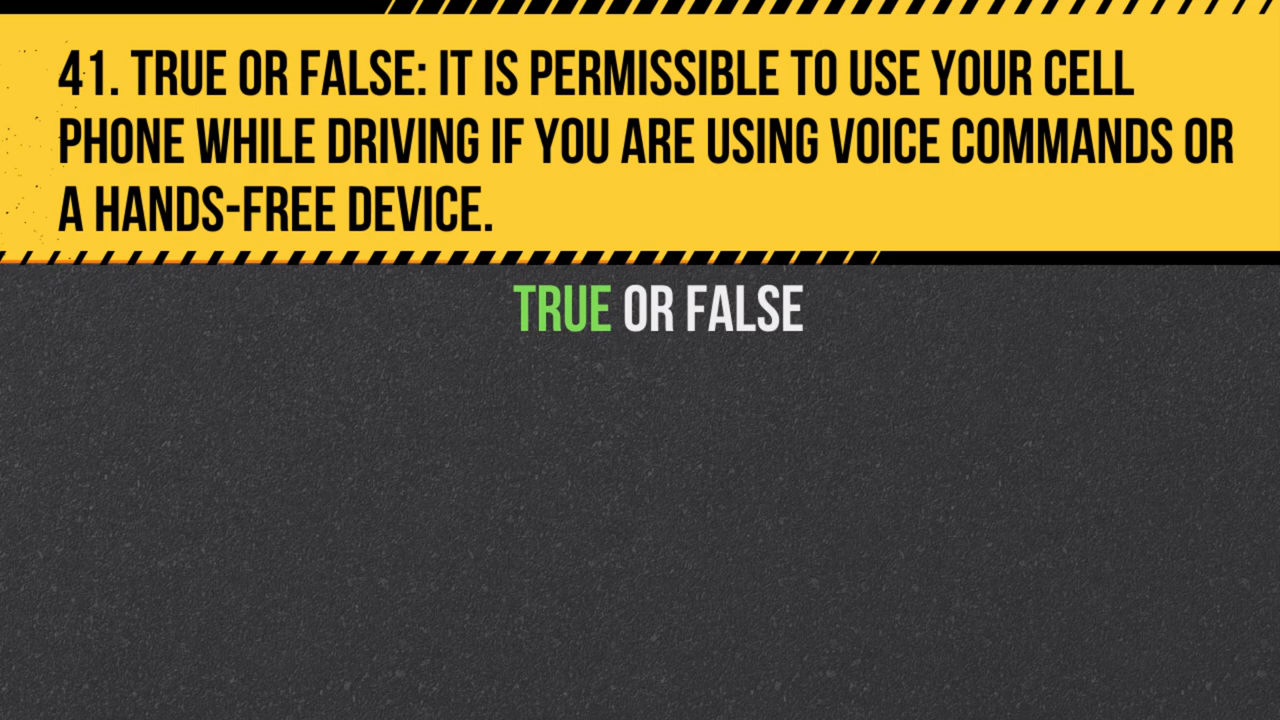 41. TRUE OR FALSE: IT IS PERMISSIBLE TO USE YOUR CELL
PHONE WHILE DRIVING IF YOU ARE USING VOICE COMMANDS OR
A HANDS-FREE DEVICE.
TRUE OR FALSE